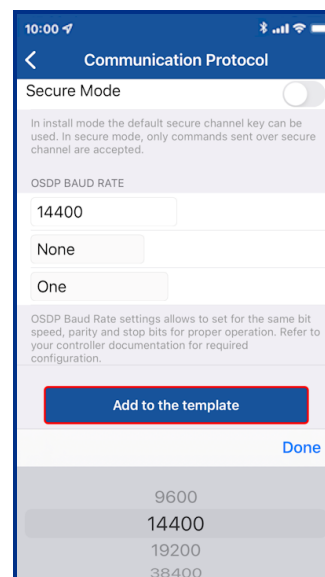 10:00
Communication Protocol
Secure Mode
In install mode the default secure channel key can be
used. In secure mode, only commands sent over secure
channel are accepted.
OSDP BAUD RATE
14400
None
One
OSDP Baud Rate settings allows to set for the same bit
speed, parity and stop bits for proper operation. Refer to
your controller documentation for required
configuration.
Add to the template
Done
9600
14400
19200
38400